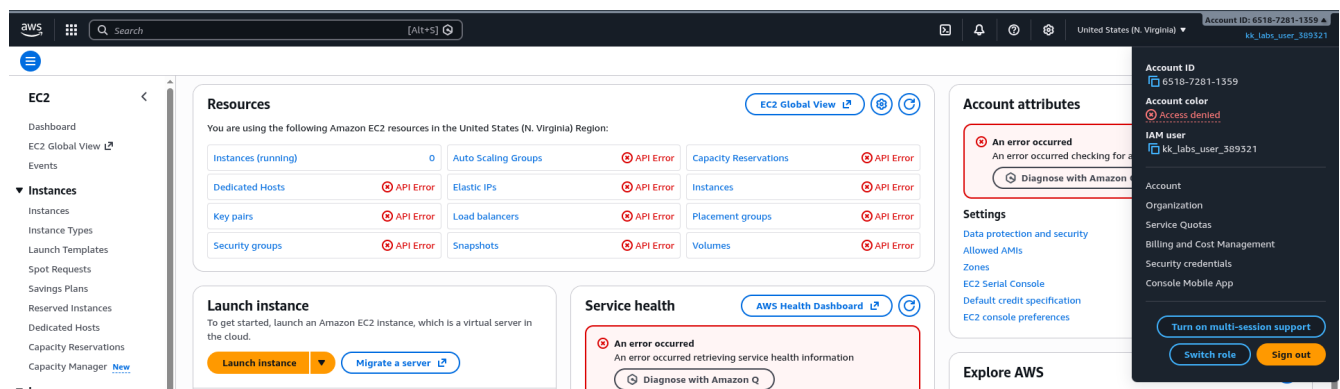 aws
Search
[Alt+S]
United States (N. Virginia)
Account ID: 6518-7281-1359
kk_labs_user_389321
EC2
Dashboard
EC2 Global View
Events
Instances
Instances
Instance Types
Launch Templates
Spot Requests
Savings Plans
Reserved Instances
Dedicated Hosts
Capacity Reservations
Capacity Manager New
Resources
EC2 Global View
You are using the following Amazon EC2 resources in the United States (N. Virginia) Region:
Instances (running) 0 Auto Scaling Groups API Error Capacity Reservations API Error
Dedicated Hosts API Error Elastic IPs API Error Instances API Error
Key pairs API Error Load balancers API Error Placement groups API Error
Security groups API Error Snapshots API Error Volumes API Error
Launch instance
To get started, launch an Amazon EC2 instance, which is a virtual server in
the cloud.
Launch instance
Migrate a server
Service health
AWS Health Dashboard
An error occurred
An error occurred retrieving service health information
Diagnose with Amazon Q
Account attributes
An error occurred
An error occurred checking for a
Diagnose with Amazon
Settings
Data protection and security
Allowed AMIs
Zones
EC2 Serial Console
Default credit specification
EC2 console preferences
Explore AWS
Account ID
6518-7281-1359
Account color
Access denied
IAM user
kk_labs_user_389321
Account
Organization
Service Quotas
Billing and Cost Management
Security credentials
Console Mobile App
Turn on multi-session support
Switch role
Sign out